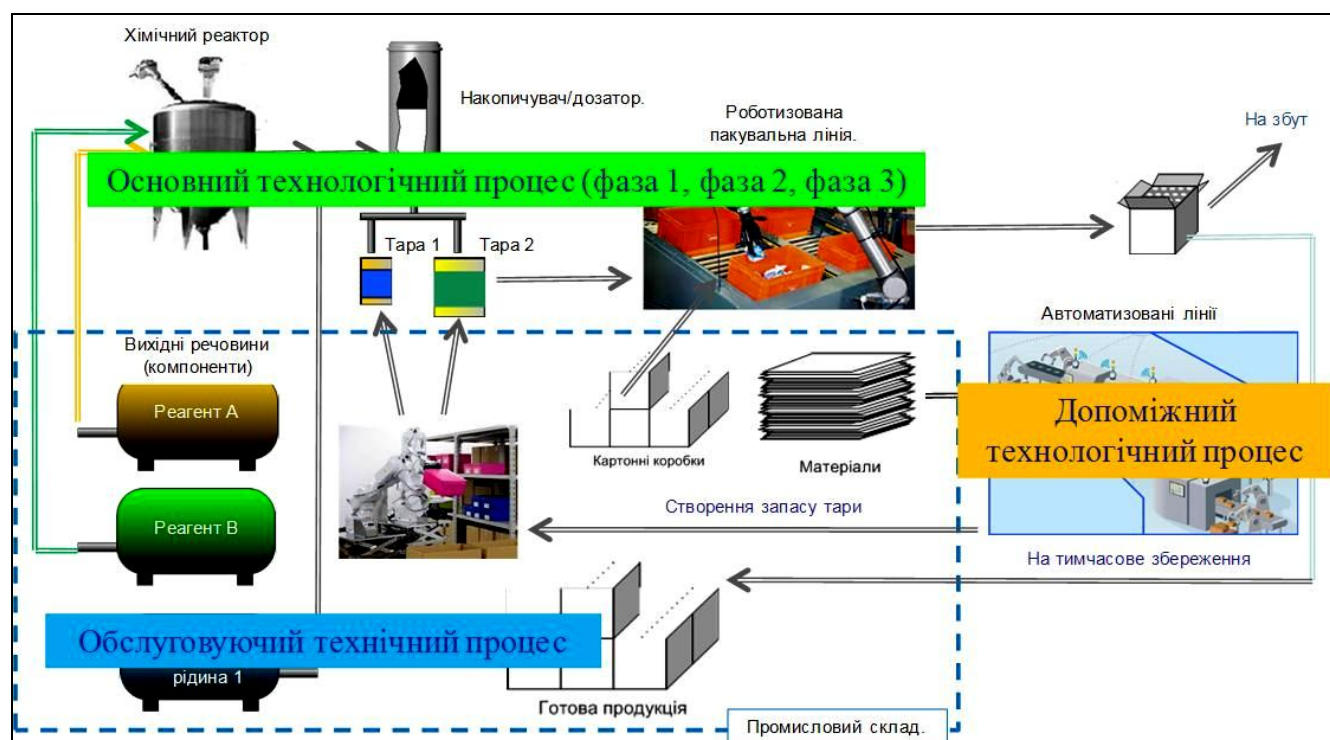 Хімічний реактор
Накопичувач/дозатор.
Роботизована
пакувальна лінія.
На збут
Основний технологічний процес (фаза 1, фаза 2, фаза 3)
Тара 1
Тара 2
Автоматизовані лінії
Вихідні речовини
(компоненти)
Реагент А
Допоміжний
технологічний процес
Картонні коробки
Матеріали
Створення запасу тари
Реагент В
На тимчасове збереження
Обслуговуючий технічний процес
рідина 1
Готова продукція
Промисловий склад.